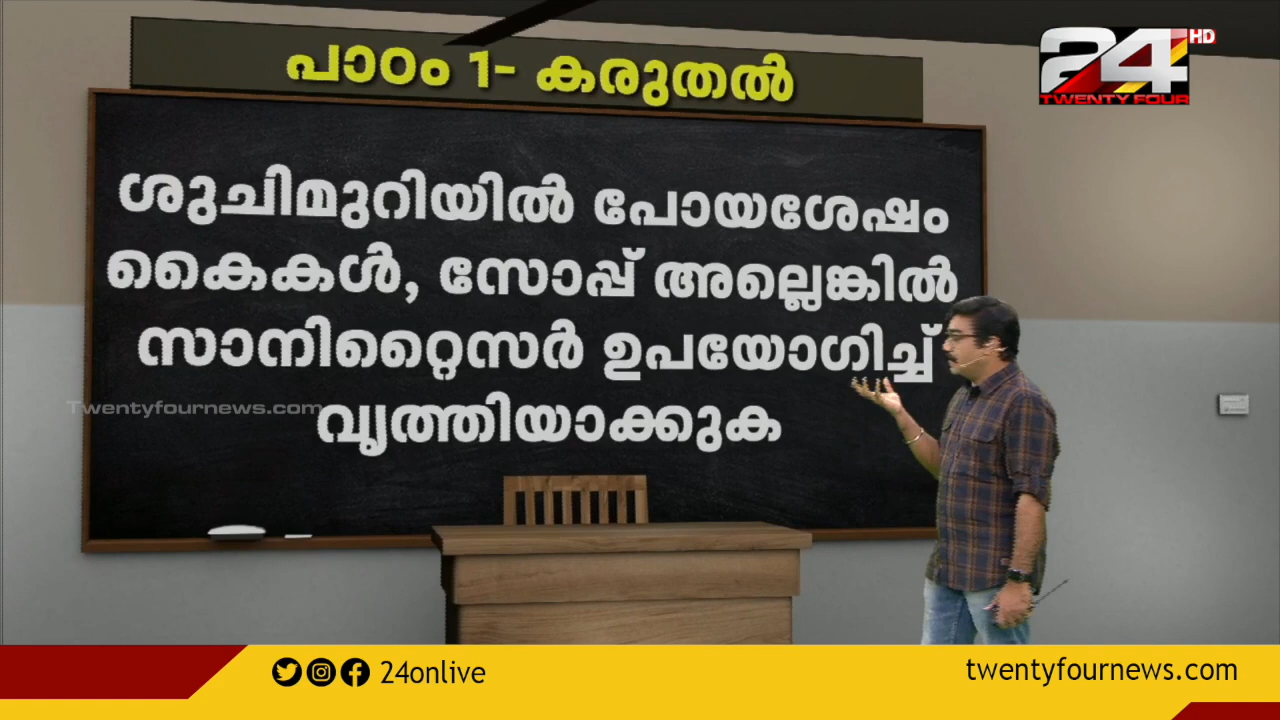 പാഠം 1- കരുതൽ
24 HD
TWENTY FOUR
ശുചിമുറിയിൽ പോയശേഷം
കൈകൾ, സോപ്പ് അല്ലെങ്കിൽ
സാനിറ്റൈസർ ഉപയോഗിച്ച്
വൃത്തിയാക്കുക
Twentyfournews.com
24onlive
twentyfournews.com